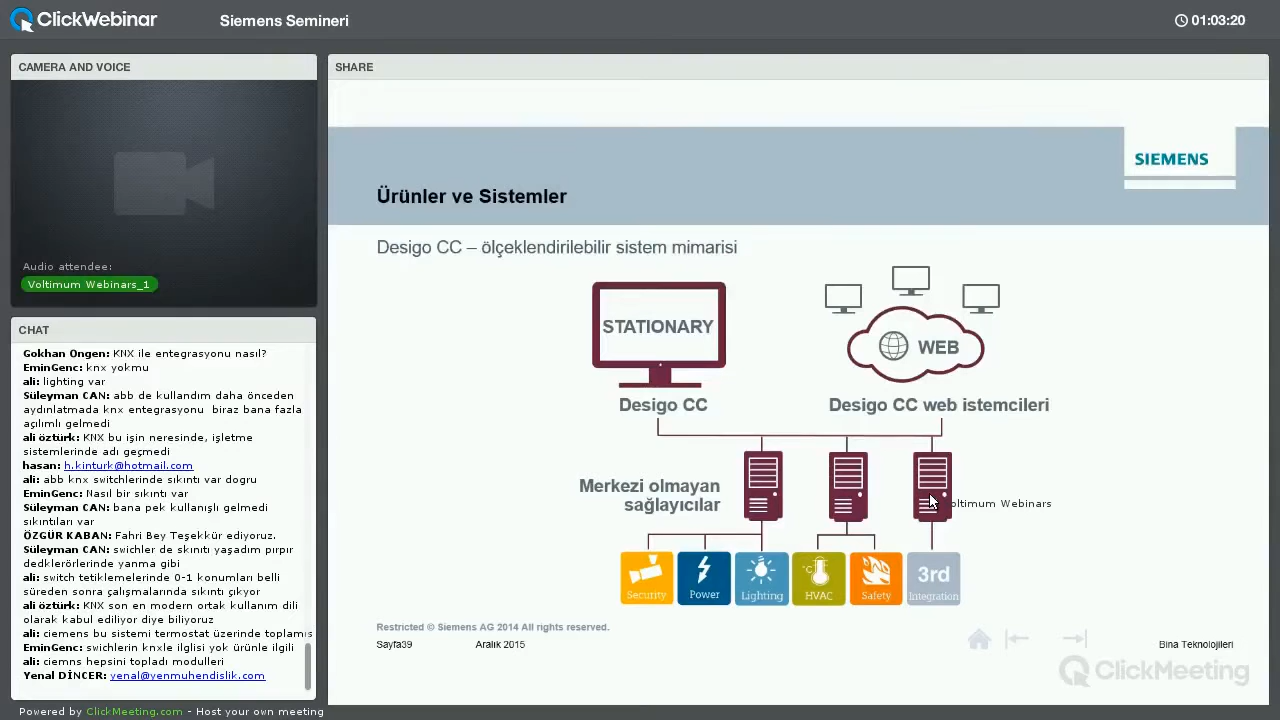 ClickWebinar
Siemens Semineri
01:03:20
CAMERA AND VOICE
Audio attendee:
Voltimum Webinars_1
CHAT
Gokhan Ongen: KNX ile entegrasyonu nasıl?
EminGenc: knx yokmu
ali: lighting var
Süleyman CAN: abb de kullandım daha önceden
aydınlatmada knx entegrasyonu biraz bana fazla
açılımlı gelmedi
ali öztürk: KNX bu işin neresinde, işletme
sistemlerinde adı geçmedi
hasan: h.kinturk@hotmail.com
ali: abb knx switchlerinde sıkıntı var dogru
EminGenc: Nasıl bir sıkıntı var
Süleyman CAN: bana pek kullanişli gelmedi
sıkıntıları var
ÖZGÜR KABAN: Fahri Bey Teşekkür ediyoruz.
Süleyman CAN: swichler de skınıtı yaşadım pırpır
dedklerörlerinde yanma gibi
ali: switch tetiklemelerinde 0-1 konumları belli
süreden sonra çalışmalarında sıkıntı çıkıyor
ali öztürk: KNX son en modern ortak kullanım dili
olarak kabul ediliyor diye biliyoruz
ali: ciemens bu sistemi termostat üzerinde toplamıs
EminGenc: swichlerin knxle ilglisi yok ürünle ilgili
ali: ciemns hepsini topladı modulleri
Yenal DİNCER: yenal@yenmuhendislik.com
Powered by ClickMeeting.com - Host your own meeting
SHARE
SIEMENS
Ürünler ve Sistemler
Desigo CC – ölçeklendirilebilir sistem mimarisi
STATIONARY
WEB
Desigo CC
Desigo CC web istemcileri
Merkezi olmayan
sağlayıcılar
Voltimum Webinars
Security
Power
Lighting
°C
HVAC
Safety
3rd
Integration
Restricted © Siemens AG 2014 All rights reserved.
Sayfa39
Aralık 2015
Bina Teknolojileri
ClickMeeting